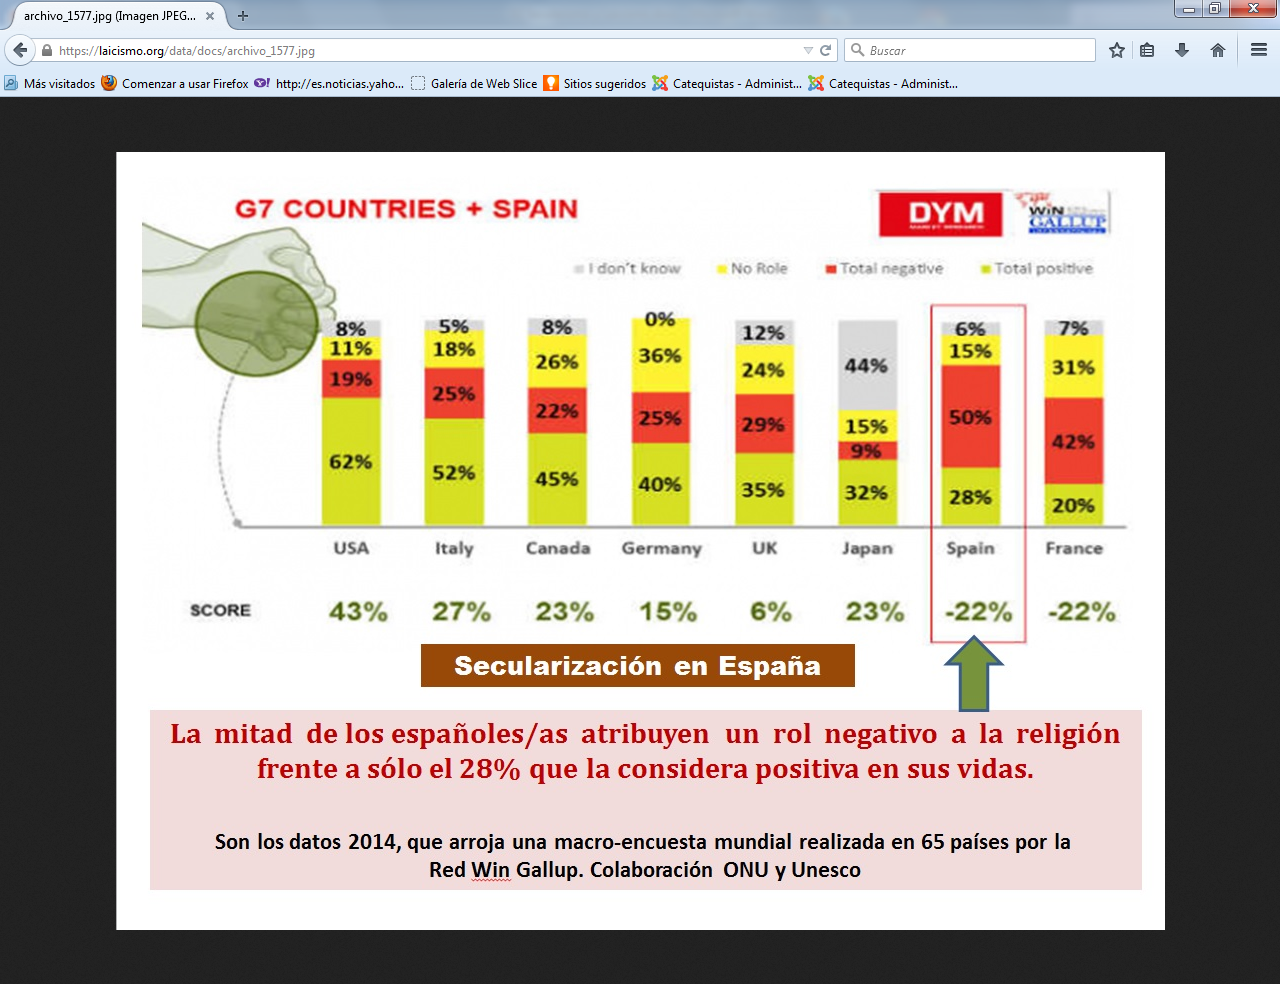 archivo_1577.jpg (Imagen JPEG...
https://laicismo.org/data/docs/archivo_1577.jpg
Buscar
Más visitados Comenzar a usar Firefox http://es.noticias.yaho... Galería de Web Slice Sitios sugeridos Catequistas - Administ... Catequistas - Administ...
G7 COUNTRIES + SPAIN
DYM
MARKET RESEARCH
WiN
GALLUP
INTERNATIONAL
I don't know No Role Total negative Total positive
8% 5% 8% 0% 12% 44% 6% 7%
11% 18% 26% 36% 24% 15% 15% 31%
19% 25% 22% 25% 29% 9% 50% 42%
62% 52% 45% 40% 35% 32% 28% 20%
USA Italy Canada Germany UK Japan Spain France
SCORE 43% 27% 23% 15% 6% 23% -22% -22%
Secularización en España
La mitad de los españoles/as atribuyen un rol negativo a la religión
frente a sólo el 28% que la considera positiva en sus vidas.
Son los datos 2014, que arroja una macro-encuesta mundial realizada en 65 países por la
Red Win Gallup. Colaboración ONU y Unesco